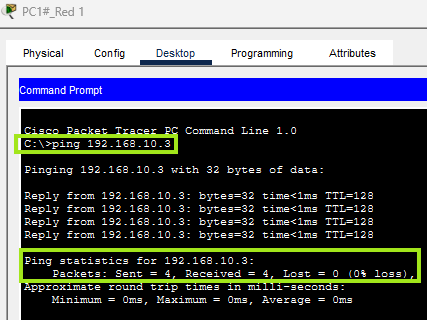 PC1#_Red 1
Physical Config Desktop Programming Attributes
Command Prompt
Cisco Packet Tracer PC Command Line 1.0
C:\>ping 192.168.10.3
Pinging 192.168.10.3 with 32 bytes of data:
Reply from 192.168.10.3: bytes=32 time<1ms TTL=128
Reply from 192.168.10.3: bytes=32 time<1ms TTL=128
Reply from 192.168.10.3: bytes=32 time<1ms TTL=128
Reply from 192.168.10.3: bytes=32 time<1ms TTL=128
Ping statistics for 192.168.10.3:
Packets: Sent = 4, Received = 4, Lost = 0 (0% loss),
Approximate round trip times in milli-seconds:
Minimum = 0ms, Maximum = 0ms, Average = 0ms